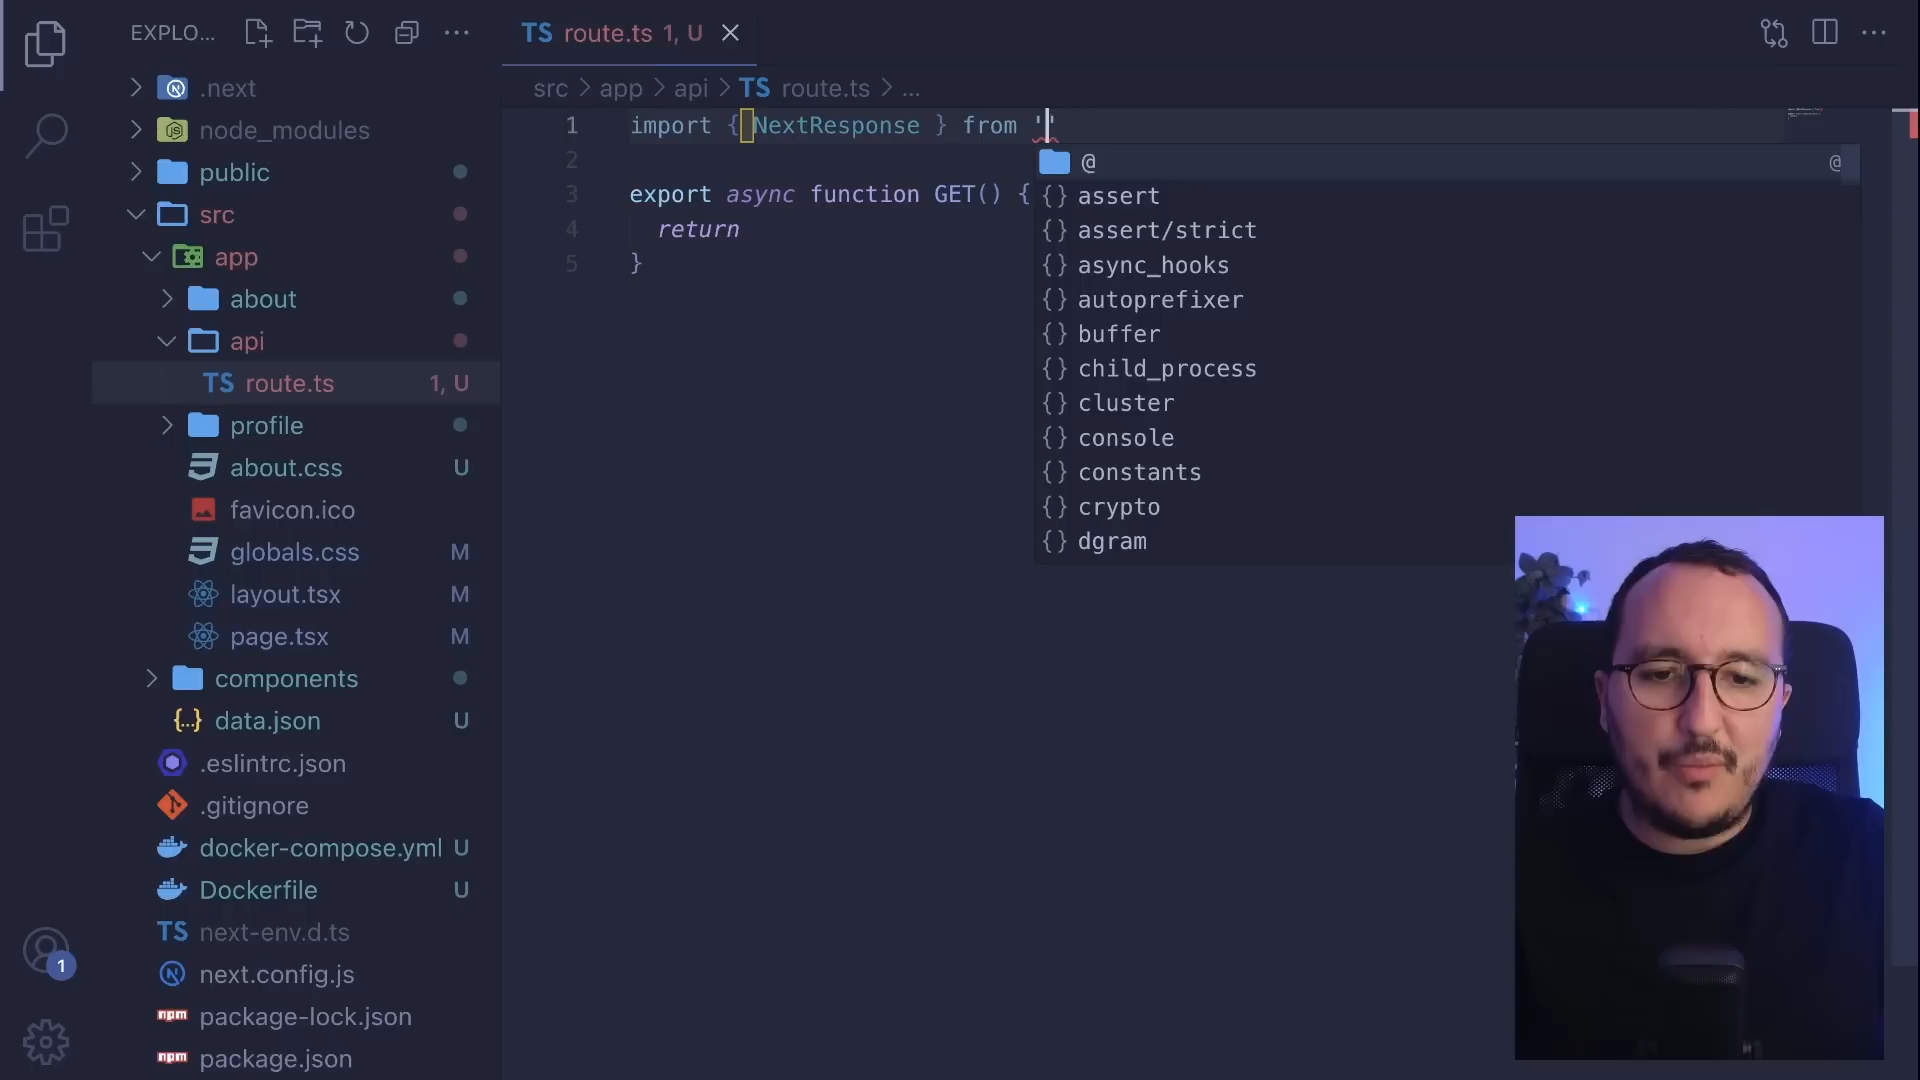 EXPLO...
.next
node_modules
public
src
app
about
api
TS route.ts 1, U
profile
about.css U
favicon.ico
globals.css M
layout.tsx M
page.tsx M
components
{...} data.json U
.eslintrc.json
.gitignore
docker-compose.yml U
Dockerfile U
TS next-env.d.ts
next.config.js
npm package-lock.json
npm package.json
1
TS route.ts 1, U
src > app > api > TS route.ts > ...
1 import { NextResponse } from ''
2
3 export async function GET() {
4 return
5 }
@ @
{} assert
{} assert/strict
{} async_hooks
{} autoprefixer
{} buffer
{} child_process
{} cluster
{} console
{} constants
{} crypto
{} dgram